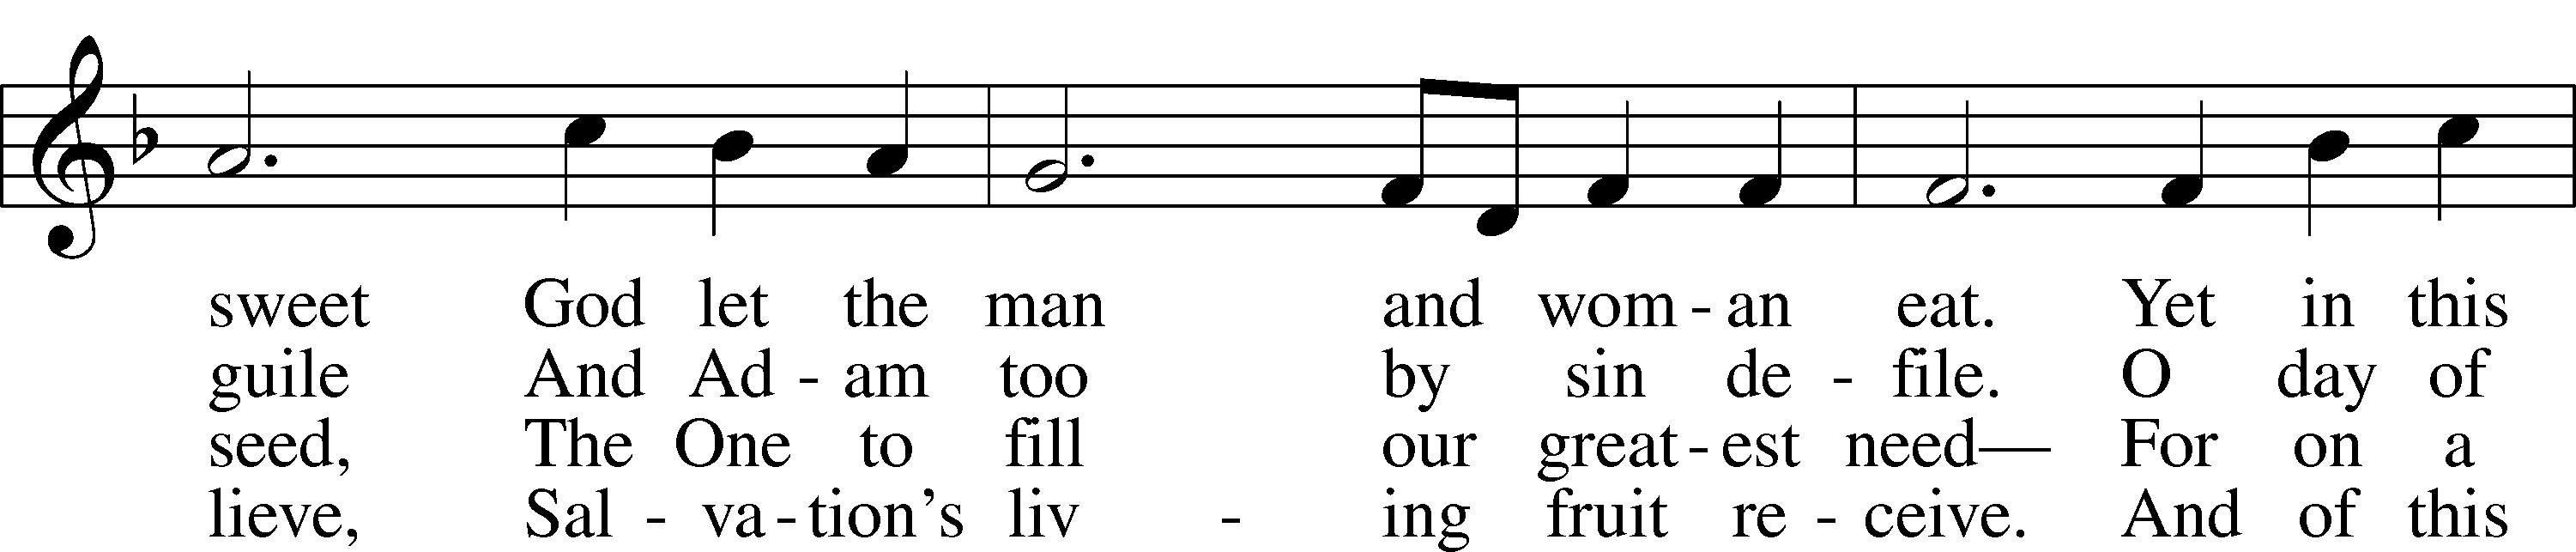 sweet God let the man and wom - an eat. Yet in this
guile And Ad - am too by sin de - file. O day of
seed, The One to fill our great - est need— For on a
lieve, Sal - va - tion's liv - ing fruit re - ceive. And of this